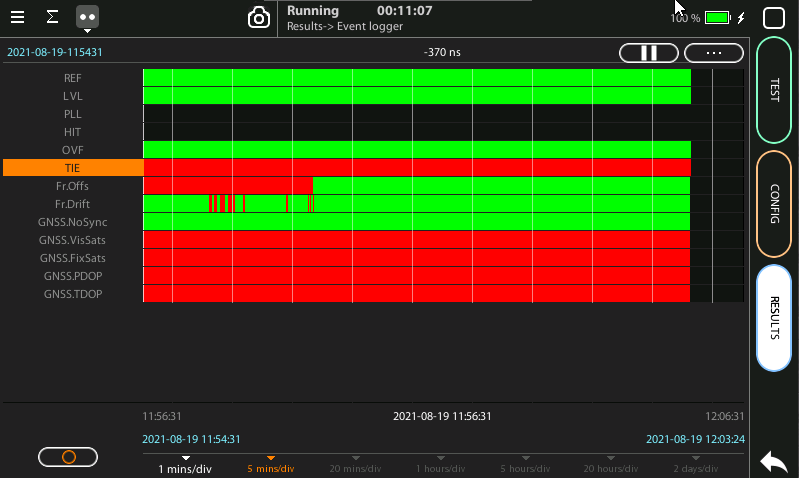 Σ
Running 00:11:07
Results-> Event logger
100 %
2021-08-19-115431 -370 ns
REF
LVL
PLL
HIT
OVF
TIE
Fr.Offs
Fr.Drift
GNSS.NoSync
GNSS.VisSats
GNSS.FixSats
GNSS.PDOP
GNSS.TDOP
11:56:31 2021-08-19 11:56:31 12:06:31
2021-08-19 11:54:31 2021-08-19 12:03:24
1 mins/div 5 mins/div 20 mins/div 1 hours/div 5 hours/div 20 hours/div 2 days/div
TEST
CONFIG
RESULTS